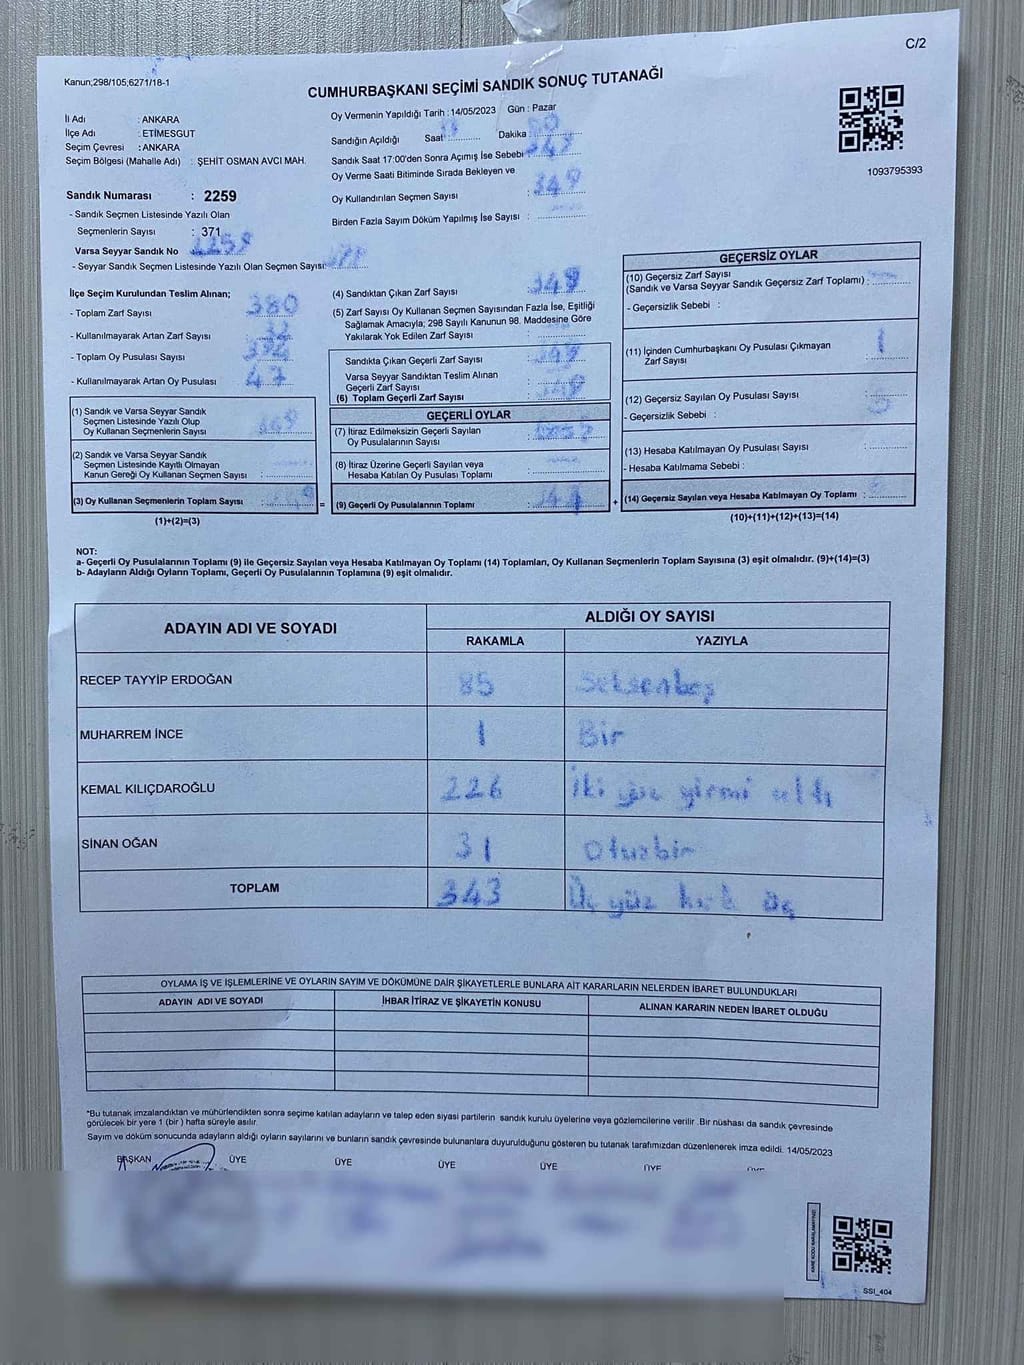 C/2
Kanun;298/105,6271/18-1
CUMHURBAŞKANI SEÇİMİ SANDIK SONUÇ TUTANAĞI
İl Adı : ANKARA
İlçe Adı : ETİMESGUT
Seçim Çevresi : ANKARA
Seçim Bölgesi (Mahalle Adı) : ŞEHİT OSMAN AVCI MAH.
Sandık Numarası : 2259
- Sandık Seçmen Listesinde Yazılı Olan
Seçmenlerin Sayısı : 371
Varsa Seyyar Sandık No
- Seyyar Sandık Seçmen Listesinde Yazılı Olan Seçmen Sayısı:
Oy Vermenin Yapıldığı Tarih : 14/05/2023 Gün : Pazar
Sandığın Açıldığı Saat Dakika :
Sandık Saat 17:00'den Sonra Açımış İse Sebebi
Oy Verme Saati Bitiminde Sırada Bekleyen ve
Oy Kullandırılan Seçmen Sayısı :
Birden Fazla Sayım Döküm Yapılmış İse Sayısı :
1093795393
İlçe Seçim Kurulundan Teslim Alınan;
- Toplam Zarf Sayısı : 380
- Kullanılmayarak Artan Zarf Sayısı :
- Toplam Oy Pusulası Sayısı :
- Kullanılmayarak Artan Oy Pusulası : 47
(1) Sandık ve Varsa Seyyar Sandık
Seçmen Listesinde Yazılı Olup
Oy Kullanan Seçmenlerin Sayısı :
(2) Sandık ve Varsa Seyyar Sandık
Seçmen Listesinde Kayıtlı Olmayan
Kanun Gereği Oy Kullanan Seçmen Sayısı :
(3) Oy Kullanan Seçmenlerin Toplam Sayısı :
(1)+(2)=(3)
(4) Sandıktan Çıkan Zarf Sayısı : 349
(5) Zarf Sayısı Oy Kullanan Seçmen Sayısından Fazla İse, Eşitliği
Sağlamak Amacıyla; 298 Sayılı Kanunun 98. Maddesine Göre
Yakılarak Yok Edilen Zarf Sayısı :
Sandıkta Çıkan Geçerli Zarf Sayısı :
Varsa Seyyar Sandıktan Teslim Alınan
Geçerli Zarf Sayısı :
(6) Toplam Geçerli Zarf Sayısı :
GEÇERLİ OYLAR
(7) İtiraz Edilmeksizin Geçerli Sayılan
Oy Pusulalarının Sayısı :
(8) İtiraz Üzerine Geçerli Sayılan veya
Hesaba Katılan Oy Pusulası Toplamı :
= (9) Geçerli Oy Pusulalarının Toplamı :
GEÇERSİZ OYLAR
(10) Geçersiz Zarf Sayısı
(Sandık ve Varsa Seyyar Sandık Geçersiz Zarf Toplamı) :
- Geçersizlik Sebebi :
(11) İçinden Cumhurbaşkanı Oy Pusulası Çıkmayan
Zarf Sayısı : 1
(12) Geçersiz Sayılan Oy Pusulası Sayısı :
- Geçersizlik Sebebi :
(13) Hesaba Katılmayan Oy Pusulası Sayısı :
- Hesaba Katılmama Sebebi :
+ (14) Geçersiz Sayılan veya Hesaba Katılmayan Oy Toplamı :
(10)+(11)+(12)+(13)=(14)
NOT:
a- Geçerli Oy Pusulalarının Toplamı (9) ile Geçersiz Sayılan veya Hesaba Katılmayan Oy Toplamı (14) Toplamları, Oy Kullanan Seçmenlerin Toplam Sayısına (3) eşit olmalıdır. (9)+(14)=(3)
b- Adayların Aldığı Oyların Toplamı, Geçerli Oy Pusulalarının Toplamına (9) eşit olmalıdır.
ADAYIN ADI VE SOYADI ALDIĞI OY SAYISI
RAKAMLA YAZIYLA
RECEP TAYYİP ERDOĞAN 85 Seksenbeş
MUHARREM İNCE 1 Bir
KEMAL KILIÇDAROĞLU 226 İki yüz yirmi altı
SİNAN OĞAN 31 Otuzbir
TOPLAM 343 Üç yüz kırk üç
OYLAMA İŞ VE İŞLEMLERİNE VE OYLARIN SAYIM VE DÖKÜMÜNE DAİR ŞİKAYETLERLE BUNLARA AİT KARARLARIN NELERDEN İBARET BULUNDUKLARI
ADAYIN ADI VE SOYADI İHBAR İTİRAZ VE ŞİKAYETİN KONUSU ALINAN KARARIN NEDEN İBARET OLDUĞU
*Bu tutanak imzalandıktan ve mühürlendikten sonra seçime katılan adayların ve talep eden siyasi partilerin sandık kurulu üyelerine veya gözlemcilerine verilir. Bir nüshası da sandık çevresinde
görülecek bir yere 1 (bir) hafta süreyle asılır.
Sayım ve döküm sonucunda adayların aldığı oyların sayılarını ve bunların sandık çevresinde bulunanlara duyurulduğunu gösteren bu tutanak tarafımızdan düzenlenerek imza edildi. 14/05/2023
BAŞKAN ÜYE ÜYE ÜYE ÜYE ÜYE ÜYE
SSI_404